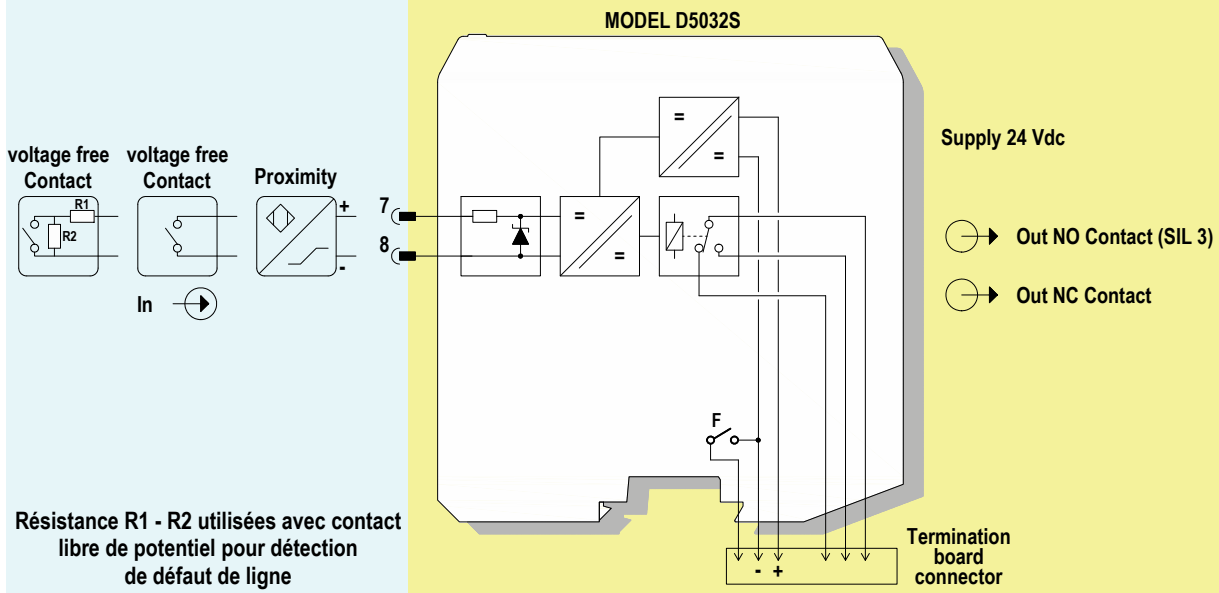 MODEL D5032S
=
=
Supply 24 Vdc
voltage free
Contact
voltage free
Contact
Proximity
R1
R2
+
-
7
8
=
=
In
Out NO Contact (SIL 3)
Out NC Contact
F
Résistance R1 - R2 utilisées avec contact
libre de potentiel pour détection
de défaut de ligne
- +
Termination
board
connector